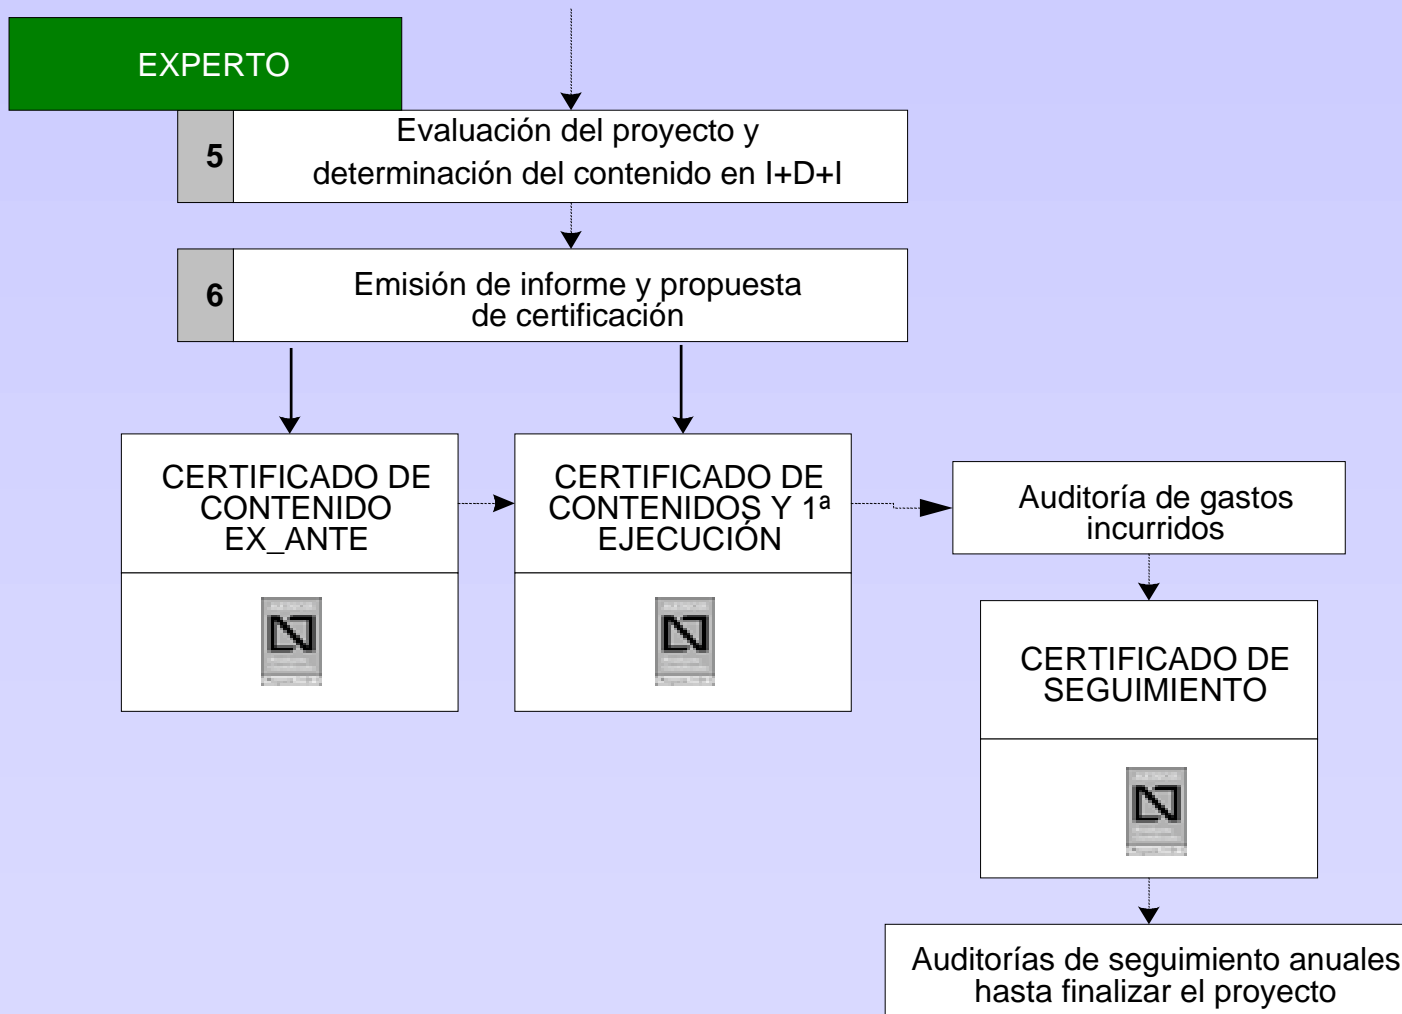 EXPERTO
5
Evaluación del proyecto y
determinación del contenido en I+D+I
6
Emisión de informe y propuesta
de certificación
CERTIFICADO DE
CONTENIDO
EX_ANTE
CERTIFICADO DE
CONTENIDOS Y 1ª
EJECUCIÓN
Auditoría de gastos
incurridos
CERTIFICADO DE
SEGUIMIENTO
Auditorías de seguimiento anuales
hasta finalizar el proyecto